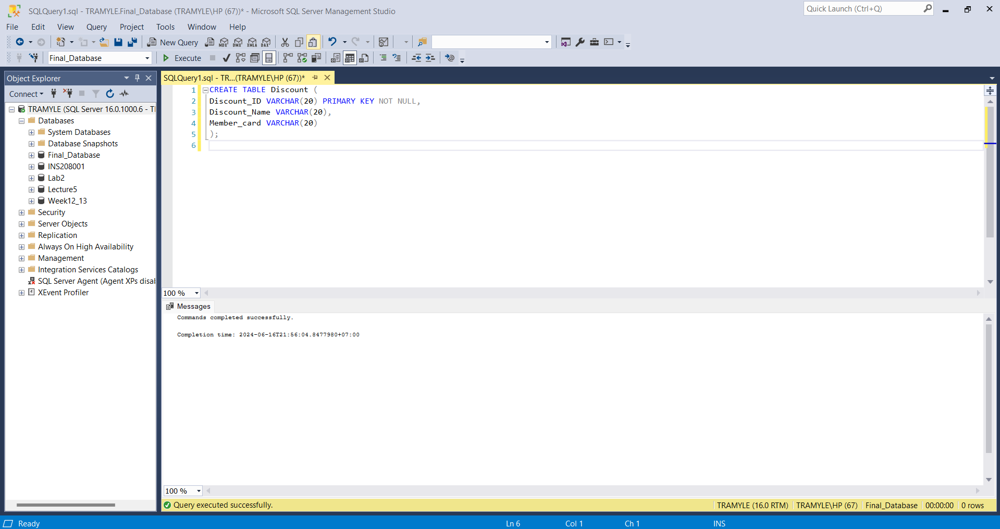 SQLQuery1.sql - TRAMYLE.Final_Database (TRAMYLE\HP (67))* - Microsoft SQL Server Management Studio
Quick Launch (Ctrl+Q)
File Edit View Query Project Tools Window Help
New Query MDX DMX XMLA DAX
Final_Database Execute
Object Explorer
Connect
TRAMYLE (SQL Server 16.0.1000.6 - T
Databases
System Databases
Database Snapshots
Final_Database
INS208001
Lab2
Lecture5
Week12_13
Security
Server Objects
Replication
Always On High Availability
Management
Integration Services Catalogs
SQL Server Agent (Agent XPs disab
XEvent Profiler
SQLQuery1.sql - TR...(TRAMYLE\HP (67))*
1 CREATE TABLE Discount (
2 Discount_ID VARCHAR(20) PRIMARY KEY NOT NULL,
3 Discount_Name VARCHAR(20),
4 Member_card VARCHAR(20)
5 );
6
100 %
Messages
Commands completed successfully.
Completion time: 2024-06-16T21:56:04.8477980+07:00
100 %
Query executed successfully.
TRAMYLE (16.0 RTM) TRAMYLE\HP (67) Final_Database 00:00:00 0 rows
Ready Ln 6 Col 1 Ch 1 INS